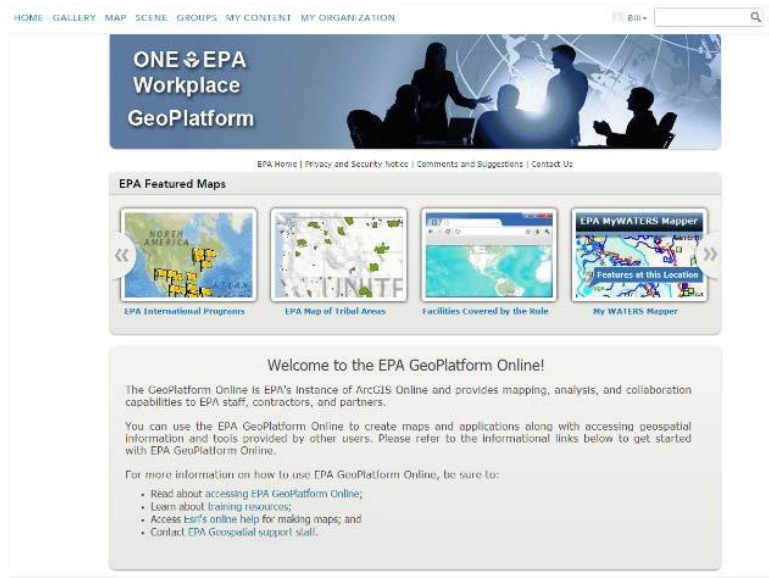 HOME GALLERY MAP SCENE GROUPS MY CONTENT MY ORGANIZATION
Bill
ONE EPA
Workplace
GeoPlatform
EPA Home | Privacy and Security Notice | Comments and Suggestions | Contact Us
EPA Featured Maps
NORTH
AMERICA
UNITE
EPA MyWATERS Mapper
Features at this Location
EPA International Programs
EPA Map of Tribal Areas
Facilities Covered by the Rule
My WATERS Mapper
Welcome to the EPA GeoPlatform Online!
The GeoPlatform Online is EPA's instance of ArcGIS Online and provides mapping, analysis, and collaboration
capabilities to EPA staff, contractors, and partners.
You can use the EPA GeoPlatform Online to create maps and applications along with accessing geospatial
information and tools provided by other users. Please refer to the informational links below to get started
with EPA GeoPlatform Online.
For more information on how to use EPA GeoPlatform Online, be sure to:
• Read about accessing EPA GeoPlatform Online;
• Learn about training resources;
• Access Esri's online help for making maps; and
• Contact EPA Geospatial support staff.